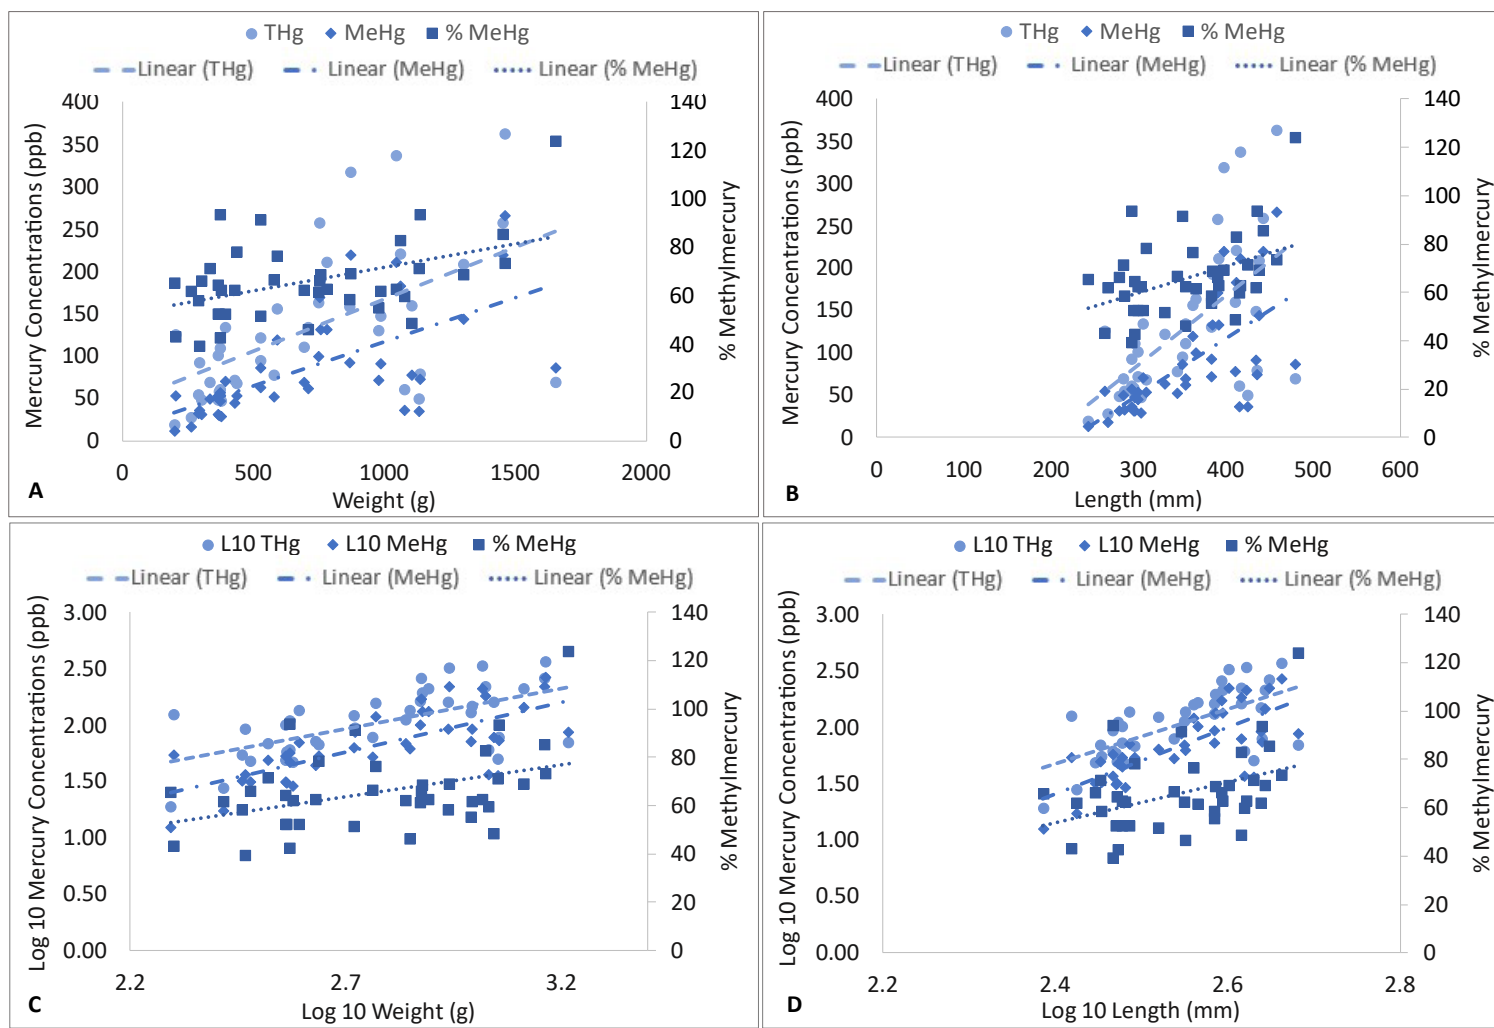 THg MeHg % MeHg
Linear (THg) Linear (MeHg) Linear (% MeHg)
Mercury Concentrations (ppb)
400
350
300
250
200
150
100
50
0
140
120
100
80
60
40
20
0
% Methylmercury
0 500 1000 1500 2000
Weight (g)
A
THg MeHg % MeHg
Linear (THg) Linear (MeHg) Linear (% MeHg)
Mercury Concentrations (ppb)
400
350
300
250
200
150
100
50
0
140
120
100
80
60
40
20
0
% Methylmercury
0 100 200 300 400 500 600
Length (mm)
B
L10 THg L10 MeHg % MeHg
Linear (THg) Linear (MeHg) Linear (% MeHg)
Log 10 Mercury Concentrations (ppb)
3.00
2.50
2.00
1.50
1.00
0.50
0.00
140
120
100
80
60
40
20
0
% Methylmercury
2.2 2.7 3.2
Log 10 Weight (g)
C
L10 THg L10 MeHg % MeHg
Linear (THg) Linear (MeHg) Linear (% MeHg)
Log 10 Mercury Concentrations (ppb)
3.00
2.50
2.00
1.50
1.00
0.50
0.00
140
120
100
80
60
40
20
0
% Methylmercury
2.2 2.4 2.6 2.8
Log 10 Length (mm)
D